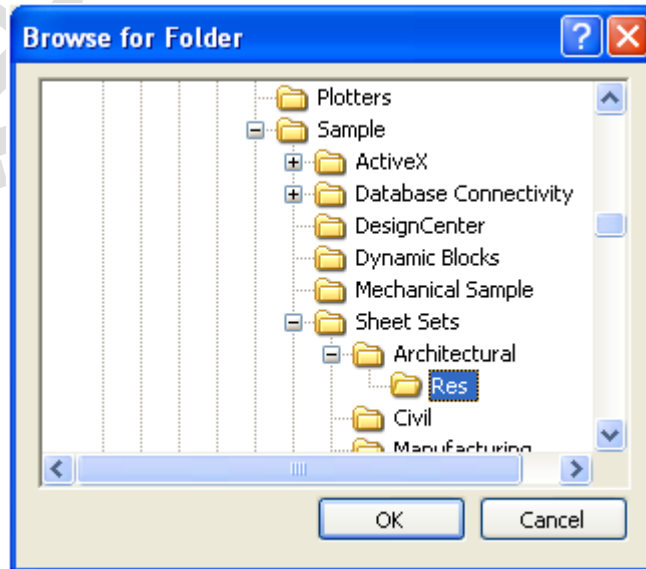 Browse for Folder
Plotters
Sample
ActiveX
Database Connectivity
DesignCenter
Dynamic Blocks
Mechanical Sample
Sheet Sets
Architectural
Res
Civil
Manufacturing
OK
Cancel